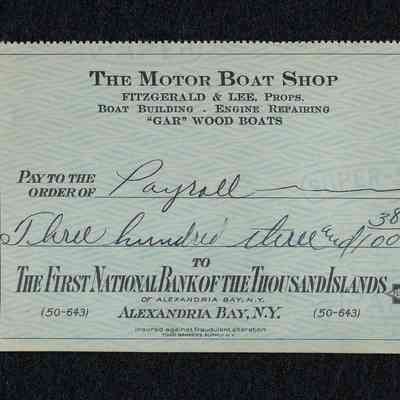 THE MOTOR BOAT SHOP
FITZGERALD & LEE, PROPS.
BOAT BUILDING - ENGINE REPAIRING
"GAR" WOOD BOATS
PAY TO THE
ORDER OF Payroll
Three hundred three and 38/100
TO
THE FIRST NATIONAL BANK OF THE THOUSAND ISLANDS
OF ALEXANDRIA BAY, N.Y.
(50-643) ALEXANDRIA BAY, N.Y. (50-643)
insured against fraudulent alteration